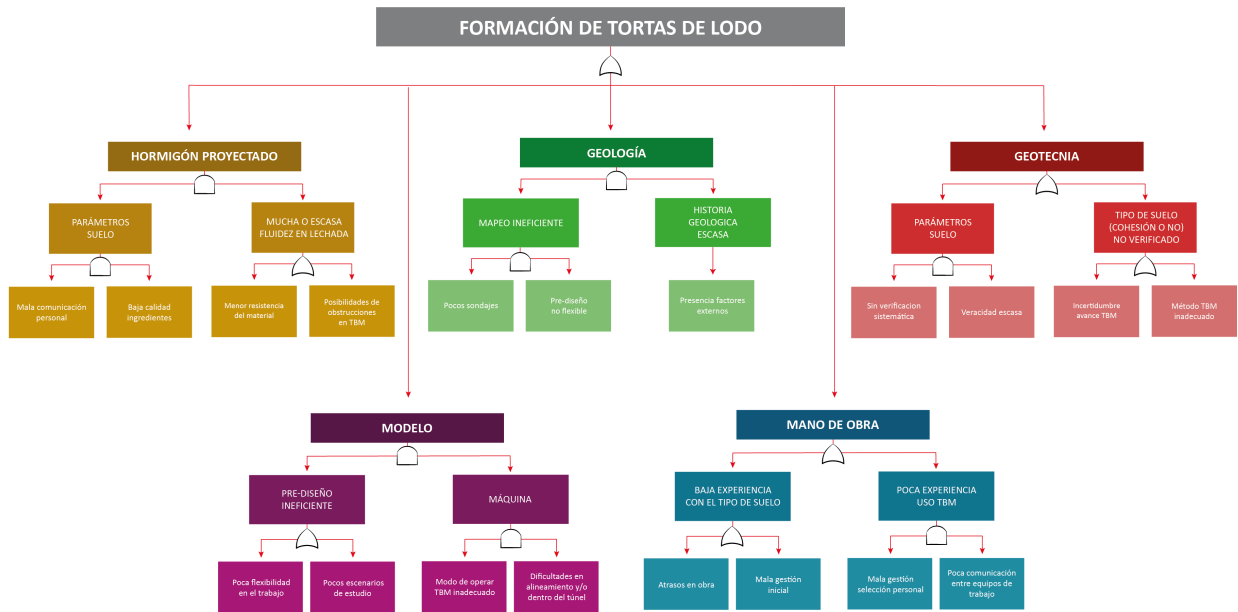 FORMACIÓN DE TORTAS DE LODO
HORMIGÓN PROYECTADO
GEOLOGÍA
GEOTECNIA
PARÁMETROS
SUELO
MUCHA O ESCASA
FLUIDEZ EN LECHADA
MAPEO INEFICIENTE
HISTORIA
GEOLOGICA
ESCASA
PARÁMETROS
SUELO
TIPO DE SUELO
(COHESIÓN O NO)
NO VERIFICADO
Mala comunicación
personal
Baja calidad
ingredientes
Menor resistencia
del material
Posibilidades de
obstrucciones
en TBM
Pocos sondajes
Pre-diseño
no flexible
Presencia factores
externos
Sin verificacion
sistemática
Veracidad escasa
Incertidumbre
avance TBM
Método TBM
inadecuado
MODELO
MANO DE OBRA
PRE-DISEÑO
INEFICIENTE
MÁQUINA
BAJA EXPERIENCIA
CON EL TIPO DE SUELO
POCA EXPERIENCIA
USO TBM
Poca flexibilidad
en el trabajo
Pocos escenarios
de estudio
Modo de operar
TBM inadecuado
Dificultades en
alineamiento y/o
dentro del túnel
Atrasos en obra
Mala gestión
inicial
Mala gestión
selección personal
Poca comunicación
entre equipos de
trabajo